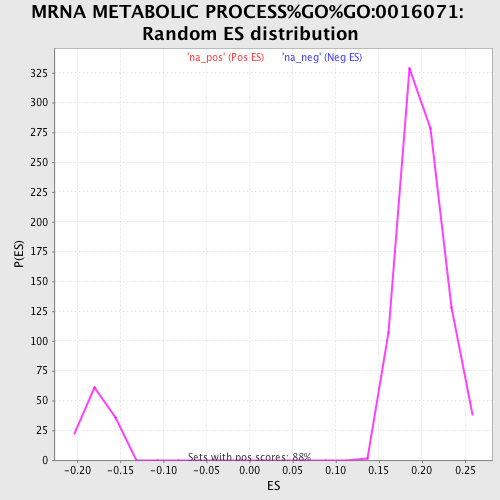 MRNA METABOLIC PROCESS%GO%GO:0016071:
Random ES distribution
'na_pos' (Pos ES) 'na_neg' (Neg ES)
325
300
275
250
225
200
175
150
125
100
75
50
25
0
P(ES)
Sets with pos scores: 88%
-0.20 -0.15 -0.10 -0.05 0.00 0.05 0.10 0.15 0.20 0.25
ES